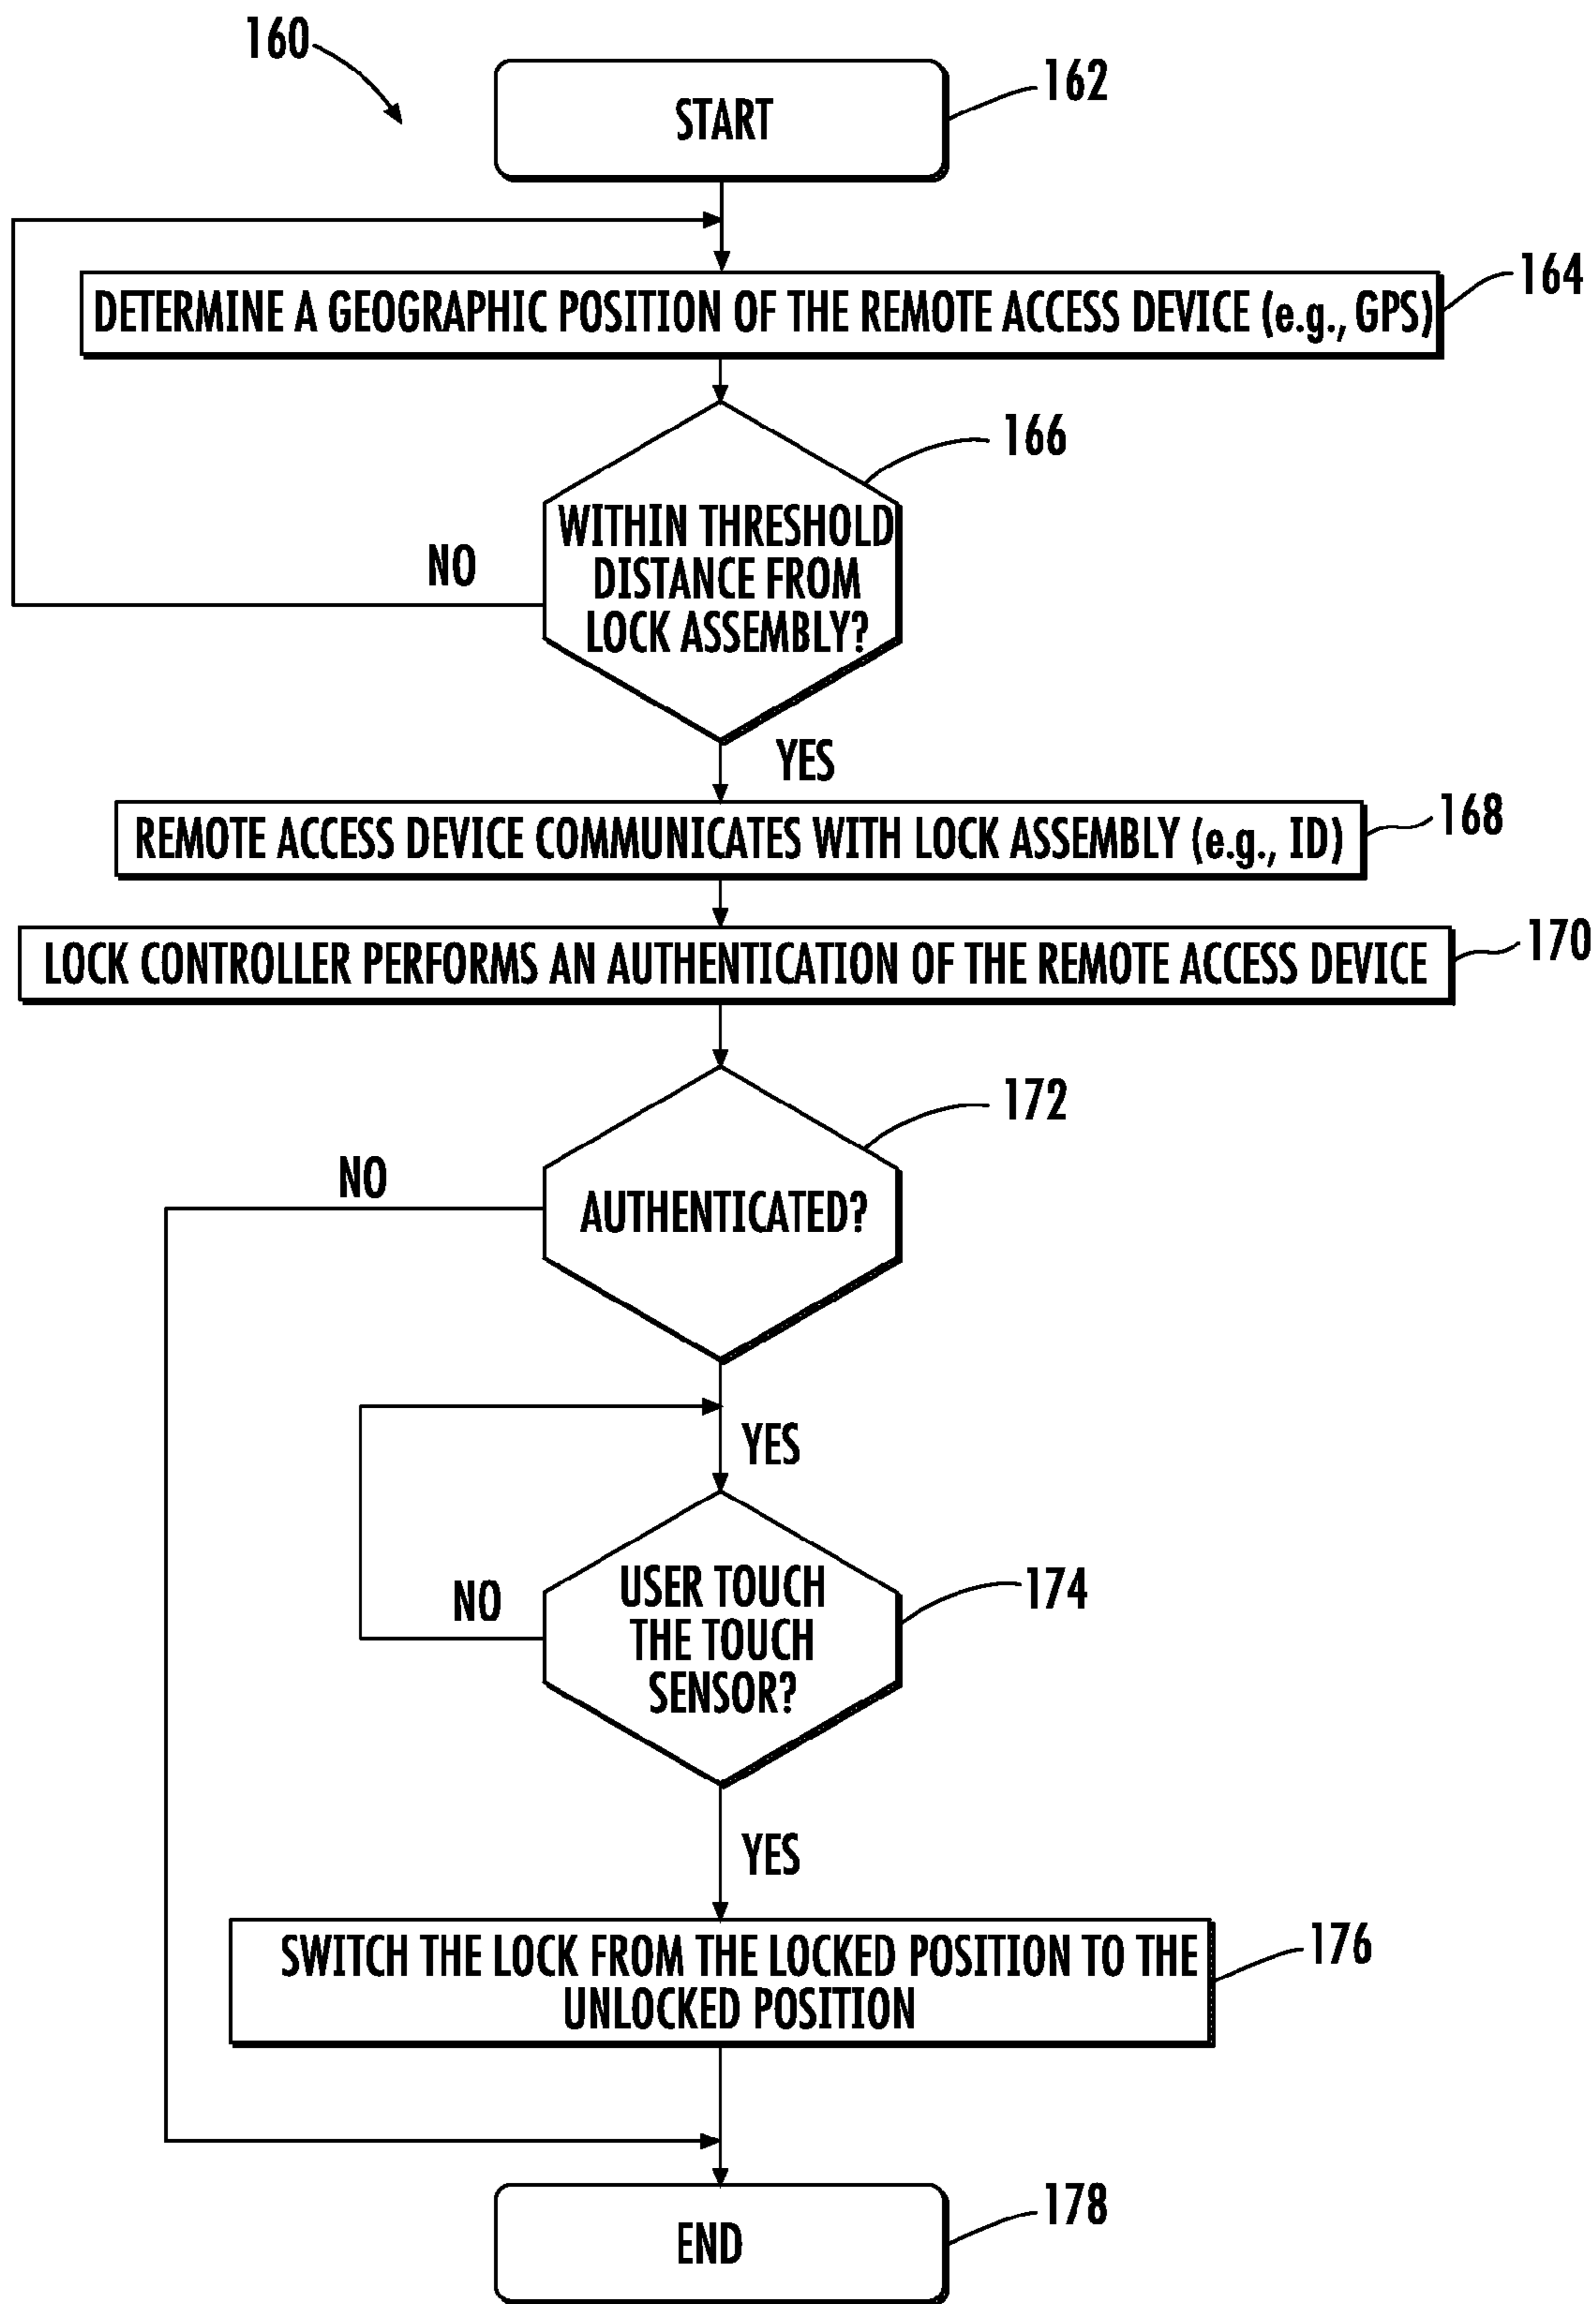 160
162
START
164
DETERMINE A GEOGRAPHIC POSITION OF THE REMOTE ACCESS DEVICE (e.g., GPS)
166
WITHIN THRESHOLD
DISTANCE FROM
LOCK ASSEMBLY?
NO
YES
168
REMOTE ACCESS DEVICE COMMUNICATES WITH LOCK ASSEMBLY (e.g., ID)
170
LOCK CONTROLLER PERFORMS AN AUTHENTICATION OF THE REMOTE ACCESS DEVICE
172
NO
AUTHENTICATED?
YES
174
USER TOUCH
THE TOUCH
SENSOR?
NO
YES
176
SWITCH THE LOCK FROM THE LOCKED POSITION TO THE
UNLOCKED POSITION
178
END